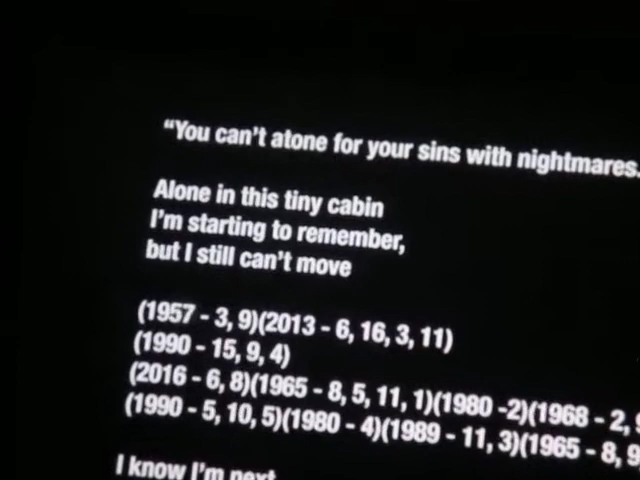 “You can’t atone for your sins with nightmares.
Alone in this tiny cabin
I’m starting to remember,
but I still can’t move
(1957 - 3, 9)(2013 - 6, 16, 3, 11)
(1990 - 15, 9, 4)
(2016 - 6, 8)(1965 - 8, 5, 11, 1)(1980 -2)(1968 - 2,
(1990 - 5, 10, 5)(1980 - 4)(1989 - 11, 3)(1965 - 8, 9
I know I’m next